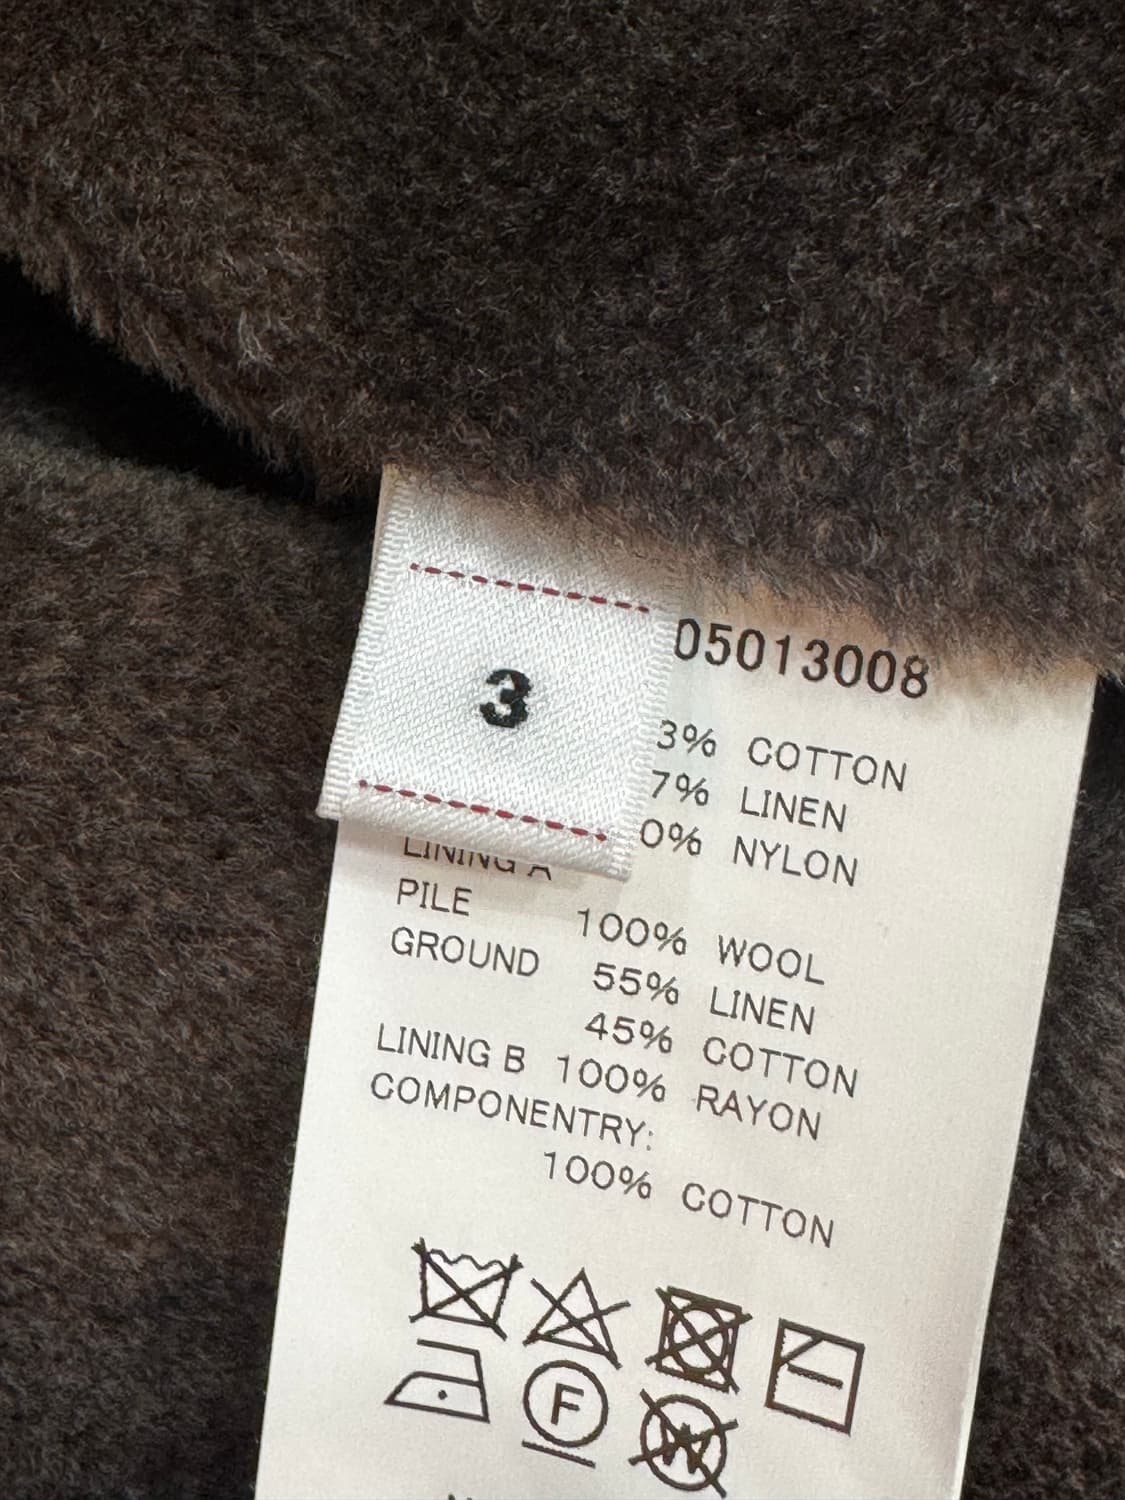 3
05013008
3% COTTON
7% LINEN
0% NYLON
LINING A
PILE 100% WOOL
GROUND 55% LINEN
45% COTTON
LINING B 100% RAYON
COMPONENTRY:
100% COTTON
F
W